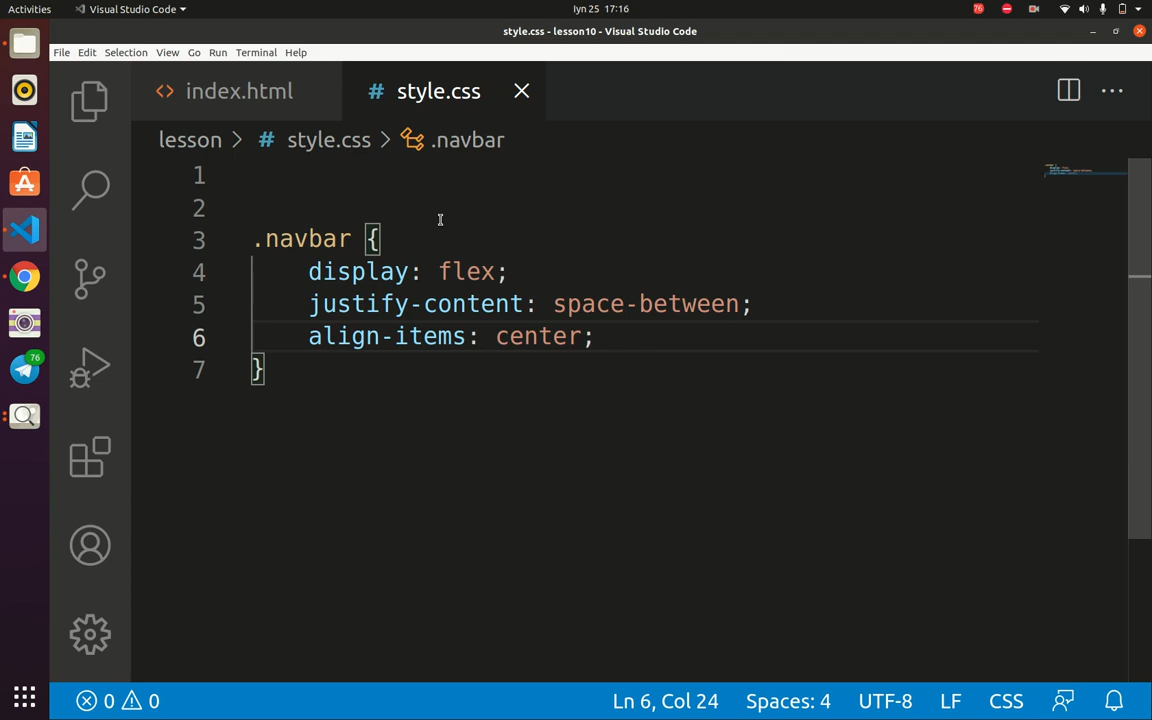 Activities
Visual Studio Code
Iyn 25 17:16
76
style.css - lesson10 - Visual Studio Code
File Edit Selection View Go Run Terminal Help
index.html
# style.css
lesson > # style.css > .navbar
1
2
3 .navbar {
4 display: flex;
5 justify-content: space-between;
6 align-items: center;
7 }
76
0 0
Ln 6, Col 24
Spaces: 4
UTF-8
LF
CSS